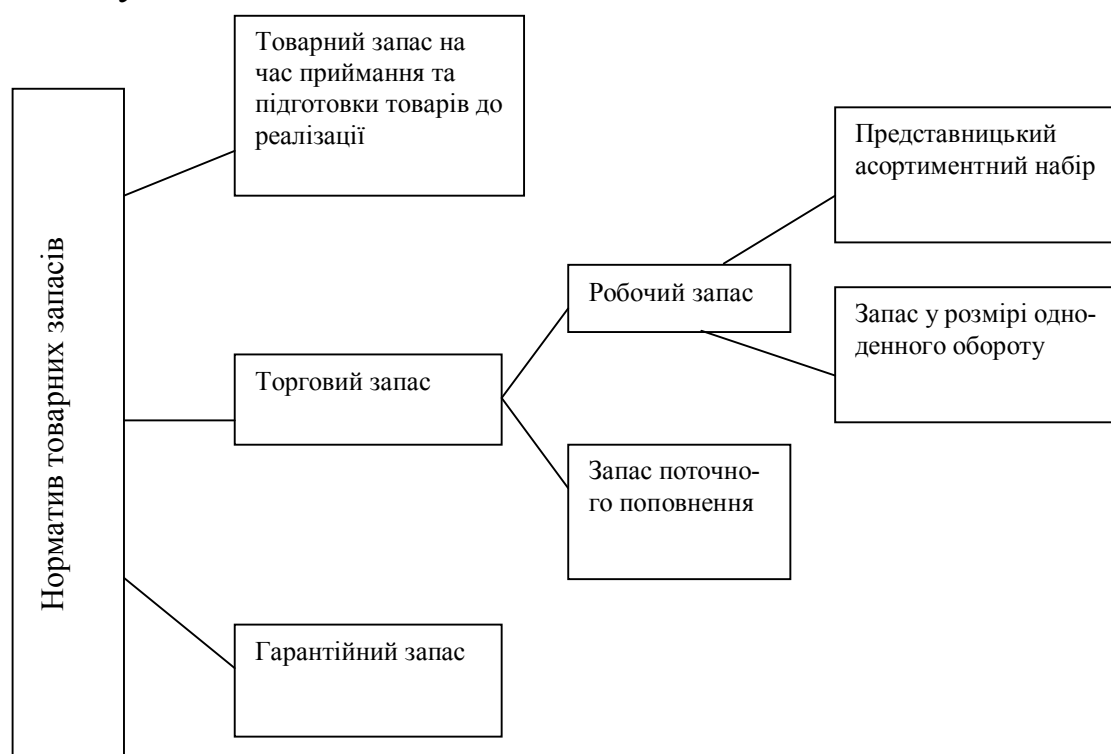 Товарний запас на
час приймання та
підготовки товарів до
реалізації
Представницький
асортиментний набір
Робочий запас
Запас у розмірі одно-
денного обороту
Норматив товарних запасів
Торговий запас
Запас поточно-
го поповнення
Гарантійний запас